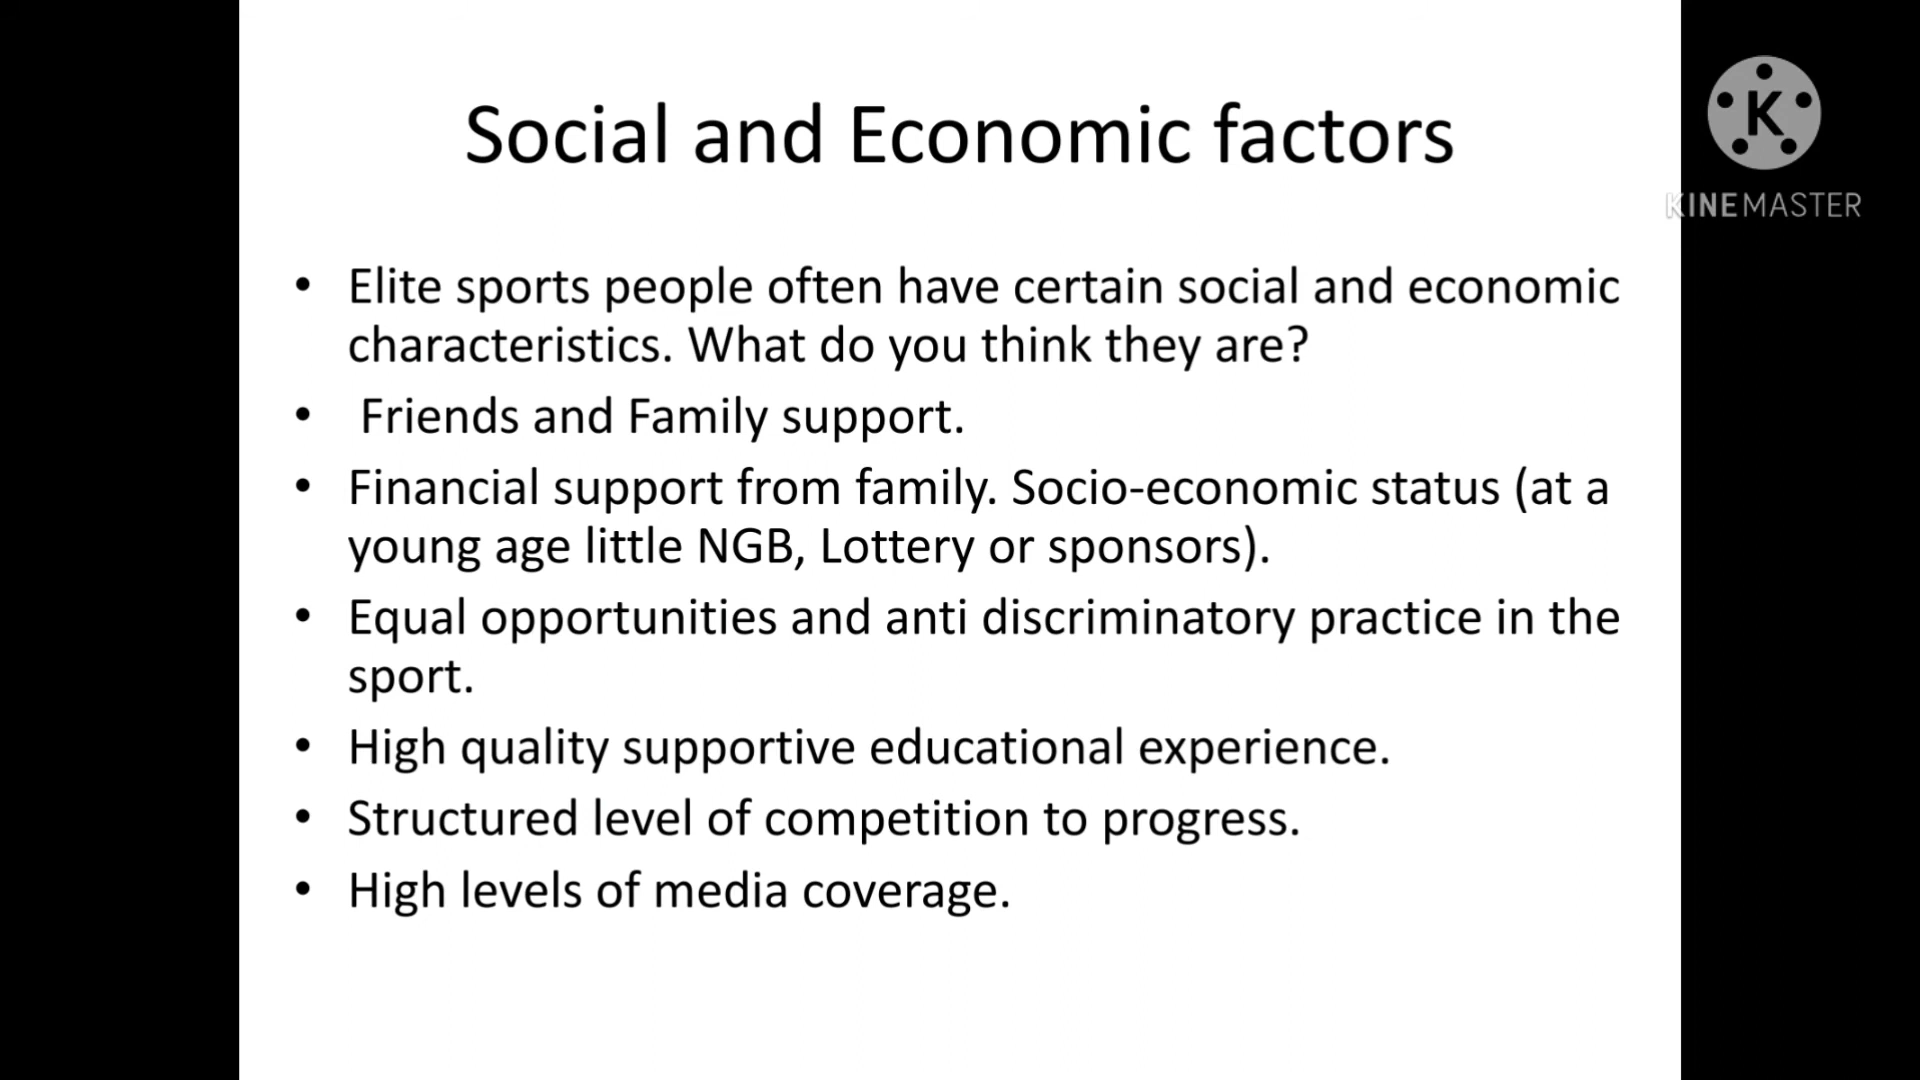 Social and Economic factors
K
KINEMASTER
• Elite sports people often have certain social and economic
characteristics. What do you think they are?
• Friends and Family support.
• Financial support from family. Socio-economic status (at a
young age little NGB, Lottery or sponsors).
• Equal opportunities and anti discriminatory practice in the
sport.
• High quality supportive educational experience.
• Structured level of competition to progress.
• High levels of media coverage.